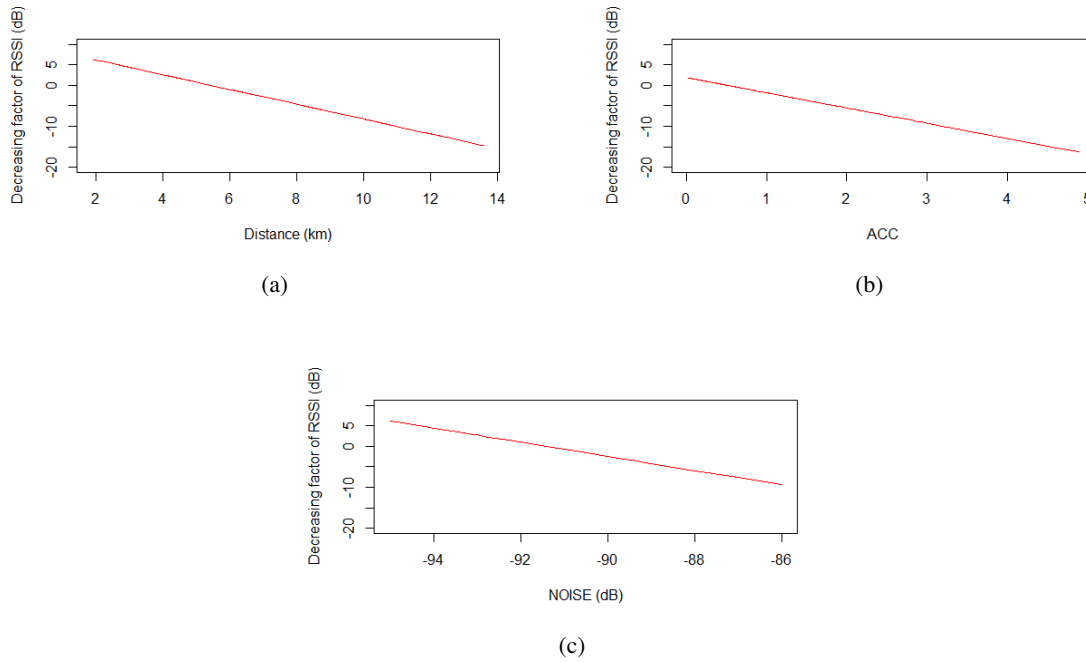 Decreasing factor of RSSI (dB)
5
0
-10
-20
2 4 6 8 10 12 14
Distance (km)
(a)
Decreasing factor of RSSI (dB)
5
0
-10
-20
0 1 2 3 4 5
ACC
(b)
Decreasing factor of RSSI (dB)
5
0
-10
-20
-94 -92 -90 -88 -86
NOISE (dB)
(c)